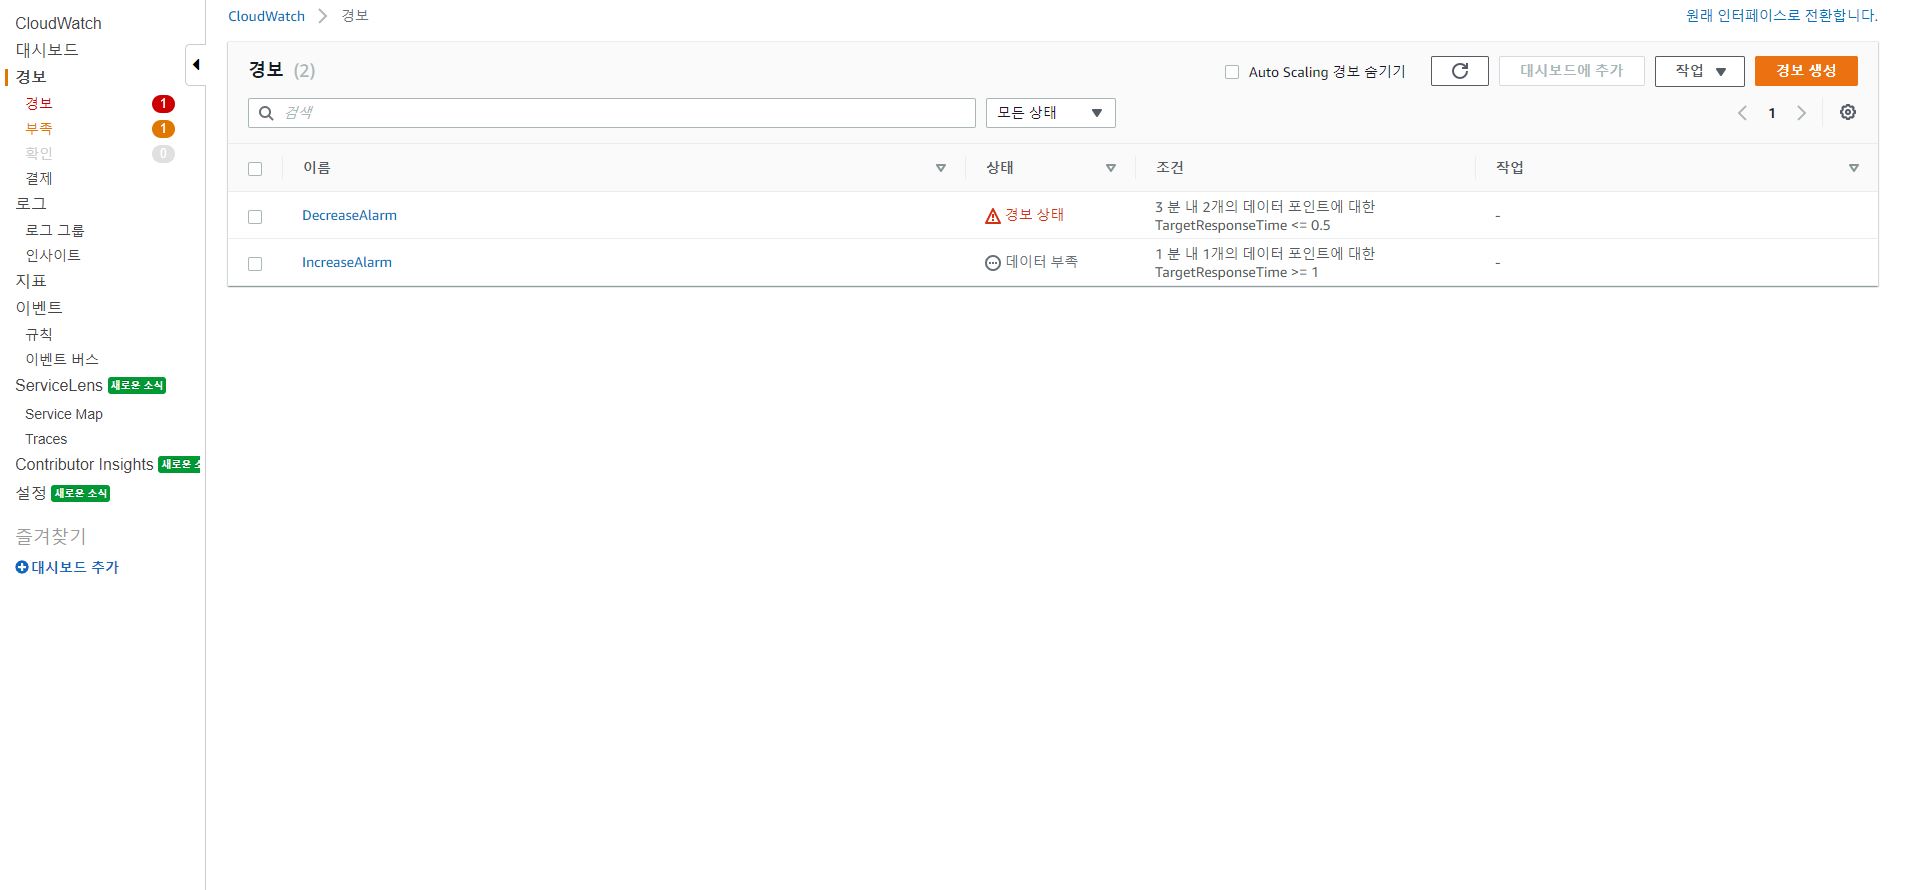 CloudWatch
대시보드
경보
경보 1
부족 1
확인 0
결제
로그
로그 그룹
인사이트
지표
이벤트
규칙
이벤트 버스
ServiceLens 새로운 소식
Service Map
Traces
Contributor Insights 새로운
설정 새로운 소식
즐겨찾기
대시보드 추가
CloudWatch 경보
원래 인터페이스로 전환합니다.
경보 (2)
Auto Scaling 경보 숨기기
대시보드에 추가
작업
경보 생성
검색
모든 상태
1
이름 상태 조건 작업
DecreaseAlarm 경보 상태 3 분 내 2개의 데이터 포인트에 대한
TargetResponseTime <= 0.5 -
IncreaseAlarm 데이터 부족 1 분 내 1개의 데이터 포인트에 대한
TargetResponseTime >= 1 -